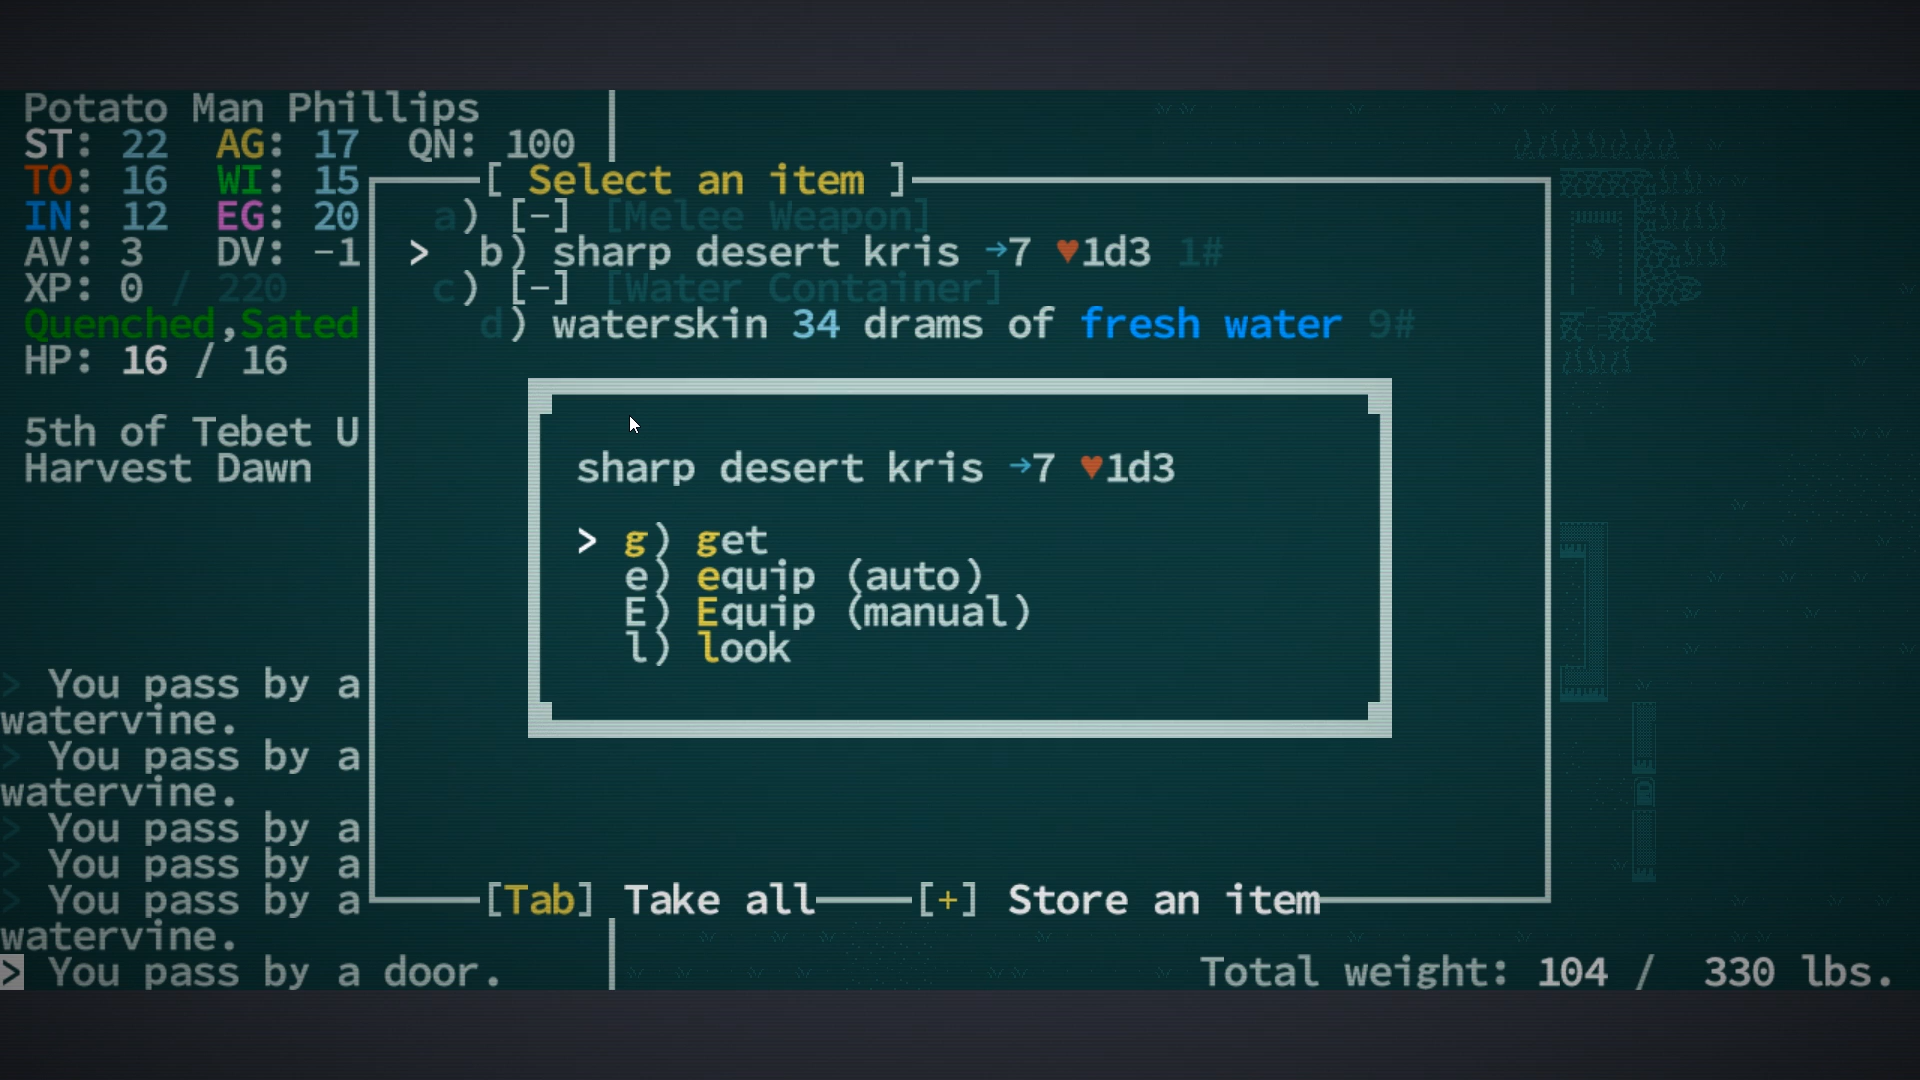 Potato Man Phillips
ST: 22 AG: 17 QN: 100
TO: 16 WI: 15
IN: 12 EG: 20
AV: 3 DV: -1
XP: 0 / 220
Quenched,Sated
HP: 16 / 16
5th of Tebet U
Harvest Dawn
[ Select an item ]
a) [-] [Melee Weapon]
> b) sharp desert kris →7 ♥1d3 1#
c) [-] [Water Container]
d) waterskin 34 drams of fresh water 9#
sharp desert kris →7 ♥1d3
> g) get
e) equip (auto)
E) Equip (manual)
l) look
> You pass by a
watervine.
> You pass by a
watervine.
> You pass by a
> You pass by a
> You pass by a
watervine.
> You pass by a door.
[Tab] Take all [+] Store an item
Total weight: 104 / 330 lbs.